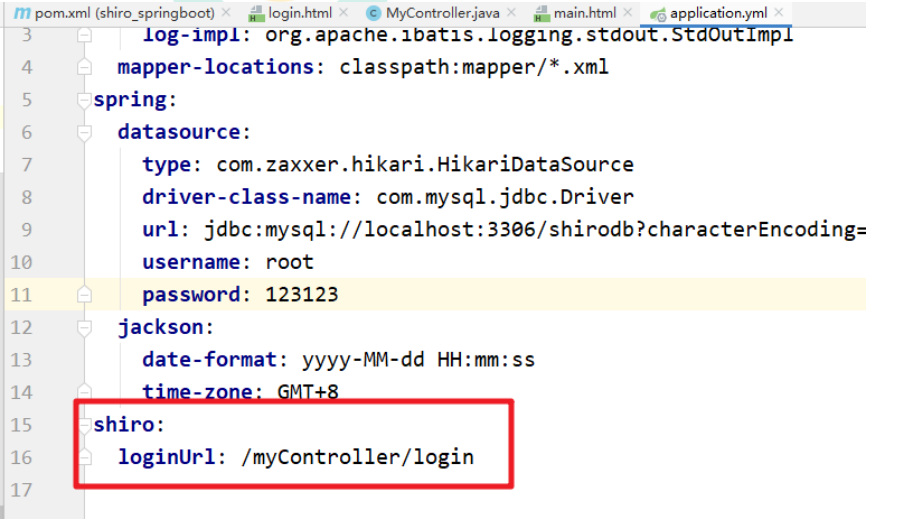 pom.xml (shiro_springboot) login.html MyController.java main.html application.yml
3 log-impl: org.apache.ibatis.logging.stdout.StdOutImpl
4 mapper-locations: classpath:mapper/*.xml
5 spring:
6 datasource:
7 type: com.zaxxer.hikari.HikariDataSource
8 driver-class-name: com.mysql.jdbc.Driver
9 url: jdbc:mysql://localhost:3306/shirodb?characterEncoding=
10 username: root
11 password: 123123
12 jackson:
13 date-format: yyyy-MM-dd HH:mm:ss
14 time-zone: GMT+8
15 shiro:
16 loginUrl: /myController/login
17